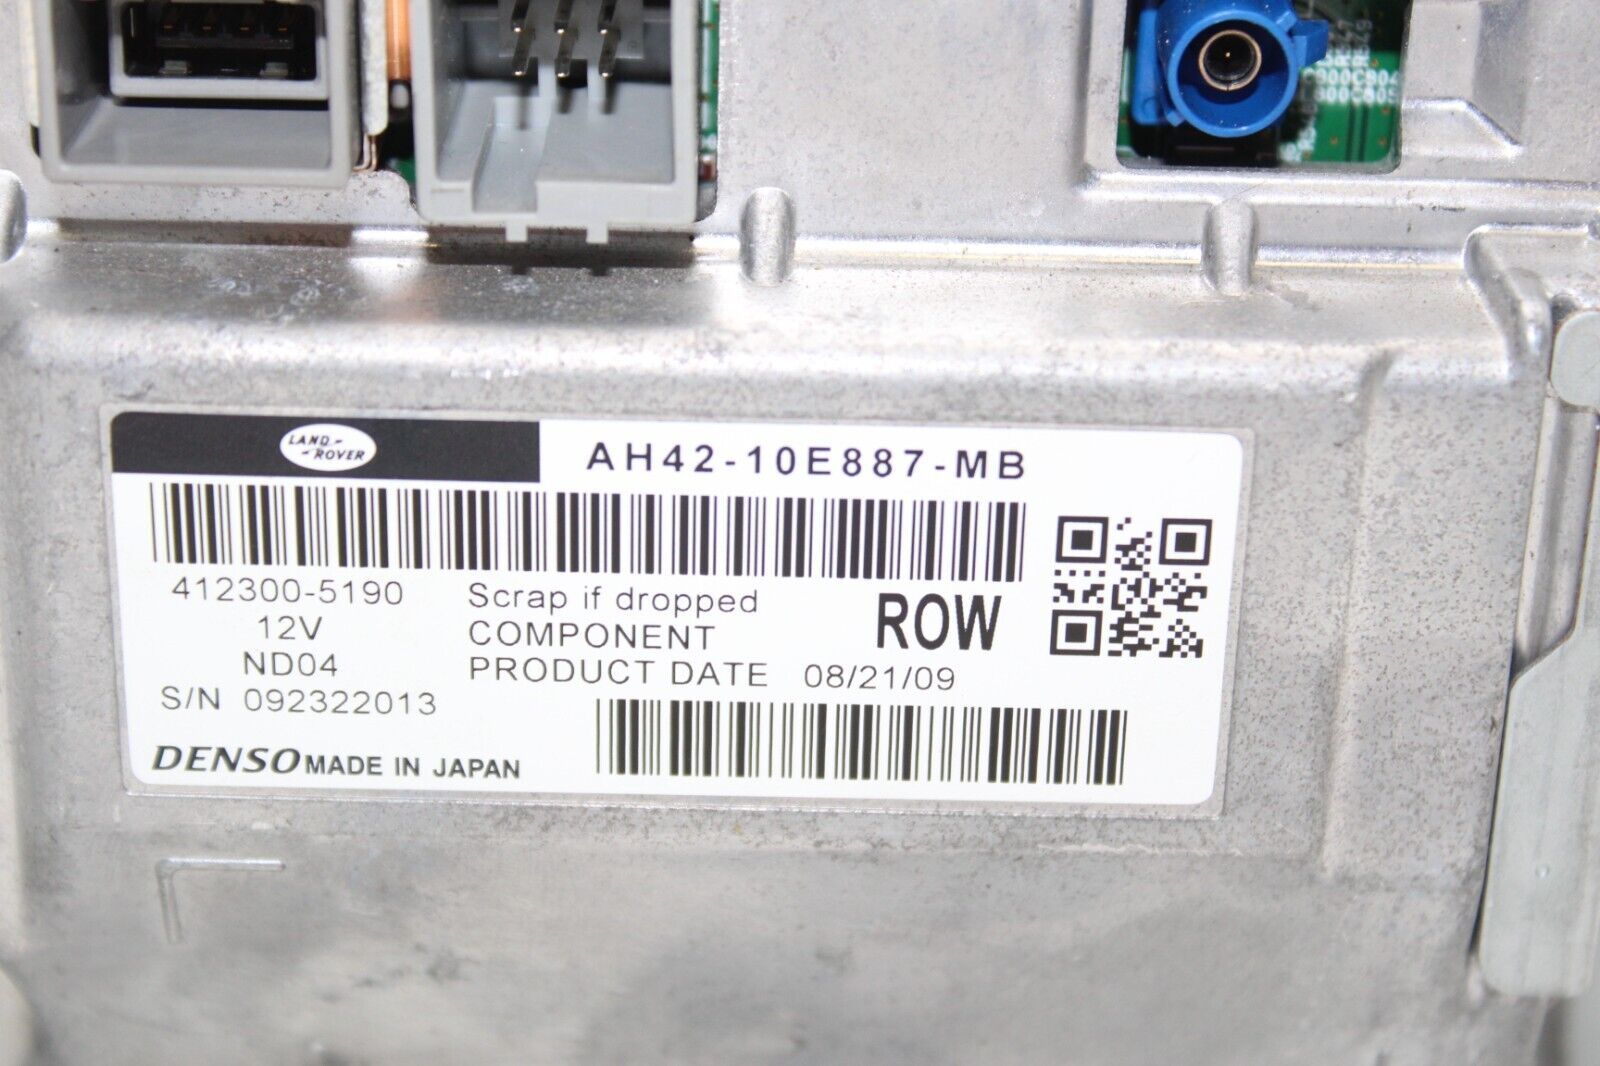 C800C804
LAND-
-ROVER
AH42-10E887-MB
412300-5190
Scrap if dropped
12V
COMPONENT
ROW
ND04
PRODUCT DATE 08/21/09
S/N 092322013
DENSO MADE IN JAPAN